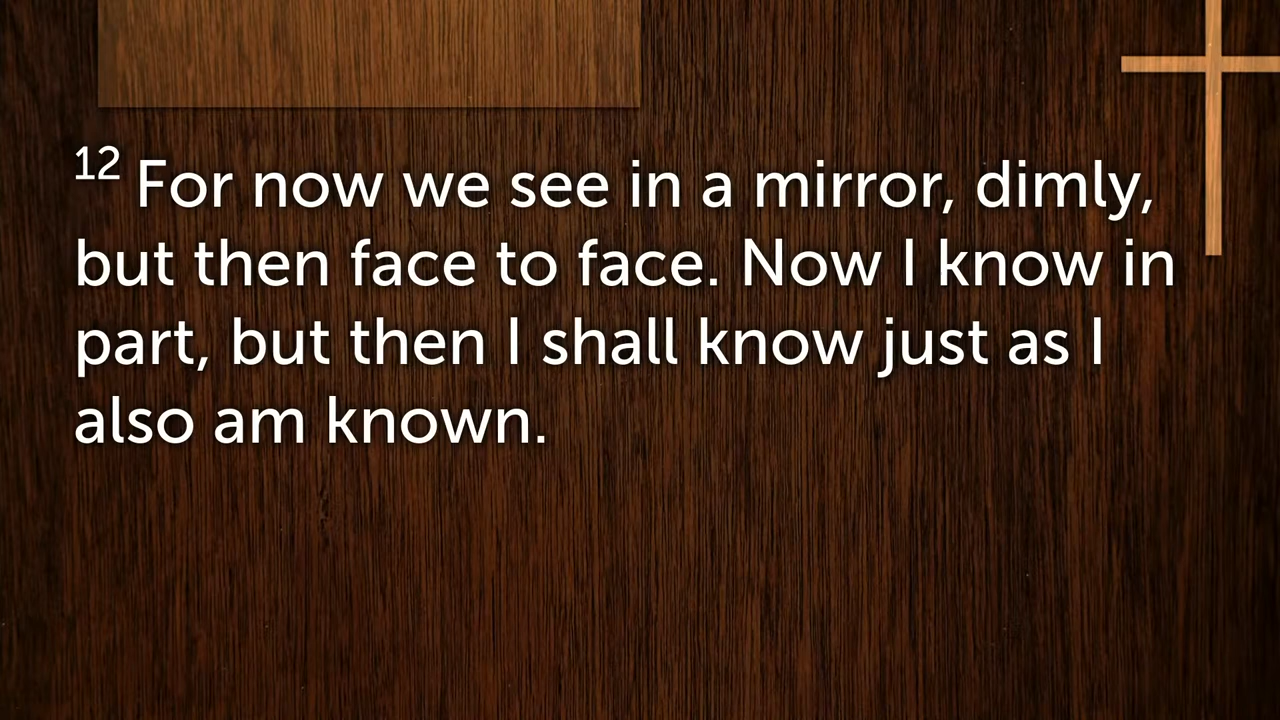 12 For now we see in a mirror, dimly,
but then face to face. Now I know in
part, but then I shall know just as I
also am known.